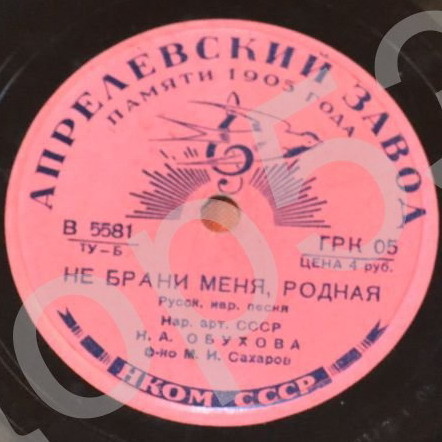 АПРЕЛЕВСКИЙ ЗАВОД
ПАМЯТИ 1905 ГОДА
В 5581
ТУ-Б
ГРК 05
ЦЕНА 4 руб.
НЕ БРАНИ МЕНЯ, РОДНАЯ
Русск. нар. песня
Нар. арт. СССР
Н. А. ОБУХОВА
ф-но М. И. Сахаров
НКОМ СССР